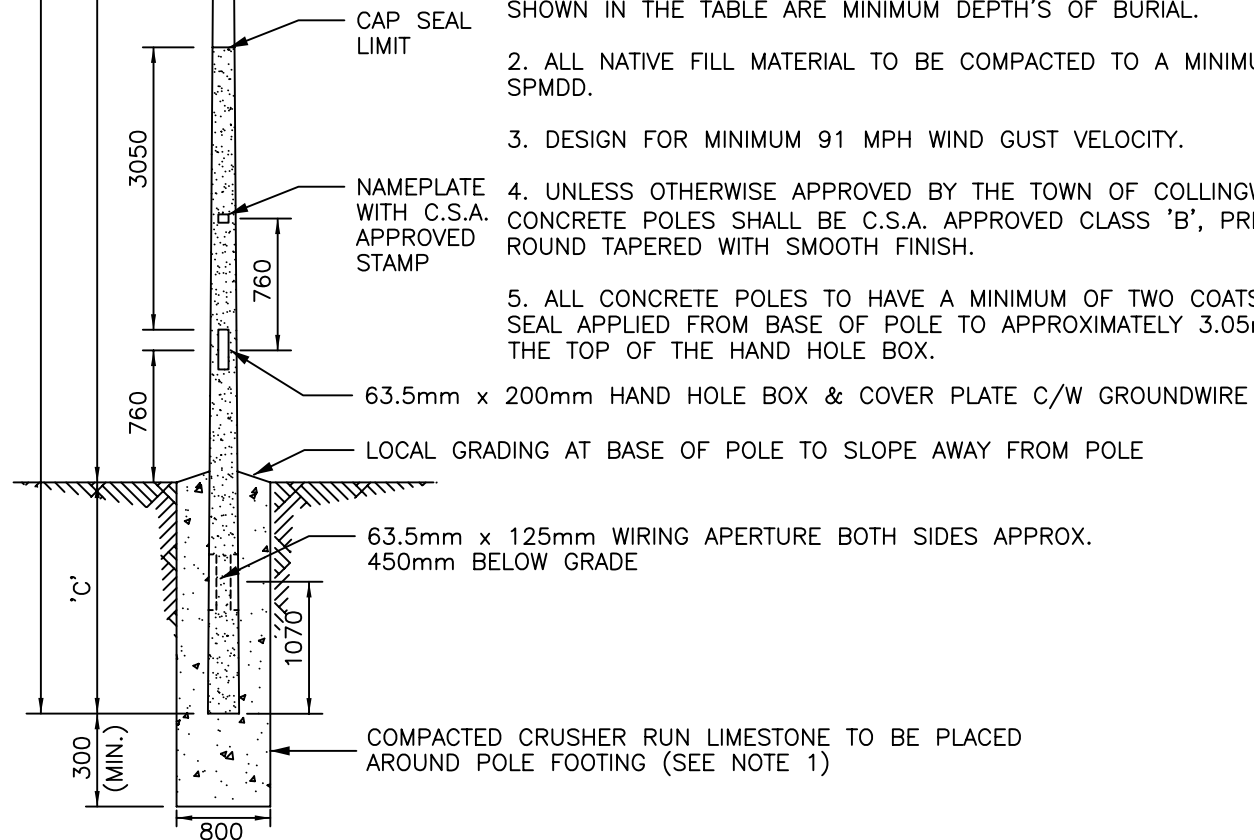 CAP SEAL
LIMIT
SHOWN IN THE TABLE ARE MINIMUM DEPTH'S OF BURIAL.
2. ALL NATIVE FILL MATERIAL TO BE COMPACTED TO A
SPMDD.
3. DESIGN FOR MINIMUM 91 MPH WIND GUST VELOCITY.
3050
NAMEPLATE
WITH C.S.A.
APPROVED
STAMP
4. UNLESS OTHERWISE APPROVED BY THE TOWN OF
CONCRETE POLES SHALL BE C.S.A. APPROVED CLASS 'B',
ROUND TAPERED WITH SMOOTH FINISH.
760
5. ALL CONCRETE POLES TO HAVE A MINIMUM OF TWO COATS
SEAL APPLIED FROM BASE OF POLE TO APPROXIMATELY
THE TOP OF THE HAND HOLE BOX.
760
63.5mm x 200mm HAND HOLE BOX & COVER PLATE C/W GROUNDWIRE
LOCAL GRADING AT BASE OF POLE TO SLOPE AWAY FROM POLE
63.5mm x 125mm WIRING APERTURE BOTH SIDES APPROX.
450mm BELOW GRADE
'C'
1070
COMPACTED CRUSHER RUN LIMESTONE TO BE PLACED
AROUND POLE FOOTING (SEE NOTE 1)
300
(MIN.)
800